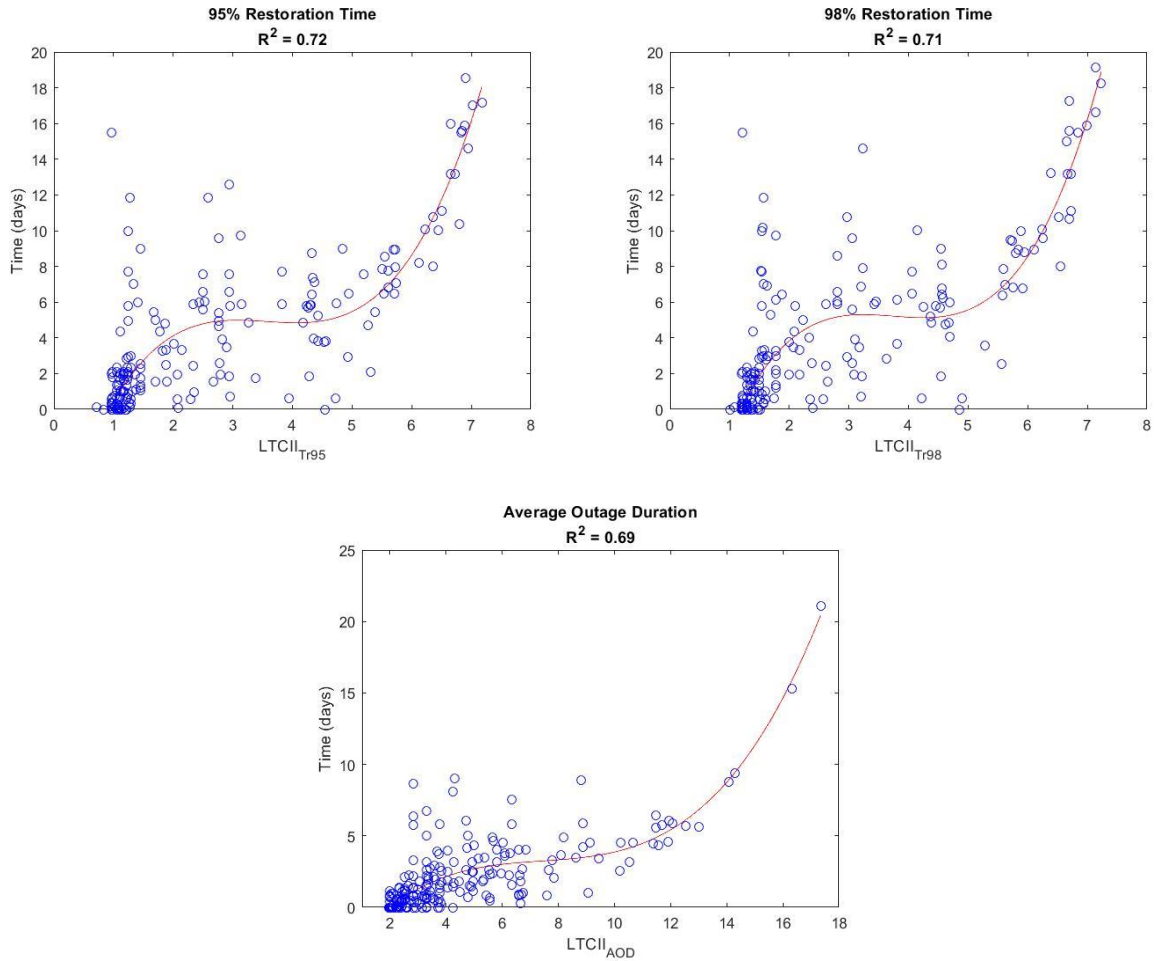 95% Restoration Time
R² = 0.72
20
18
16
14
12
10
8
6
4
2
0
Time (days)
0 1 2 3 4 5 6 7 8
LTCII_Tr95
98% Restoration Time
R² = 0.71
20
18
16
14
12
10
8
6
4
2
0
Time (days)
0 1 2 3 4 5 6 7 8
LTCII_Tr98
Average Outage Duration
R² = 0.69
25
20
15
10
5
0
Time (days)
2 4 6 8 10 12 14 16 18
LTCII_AOD